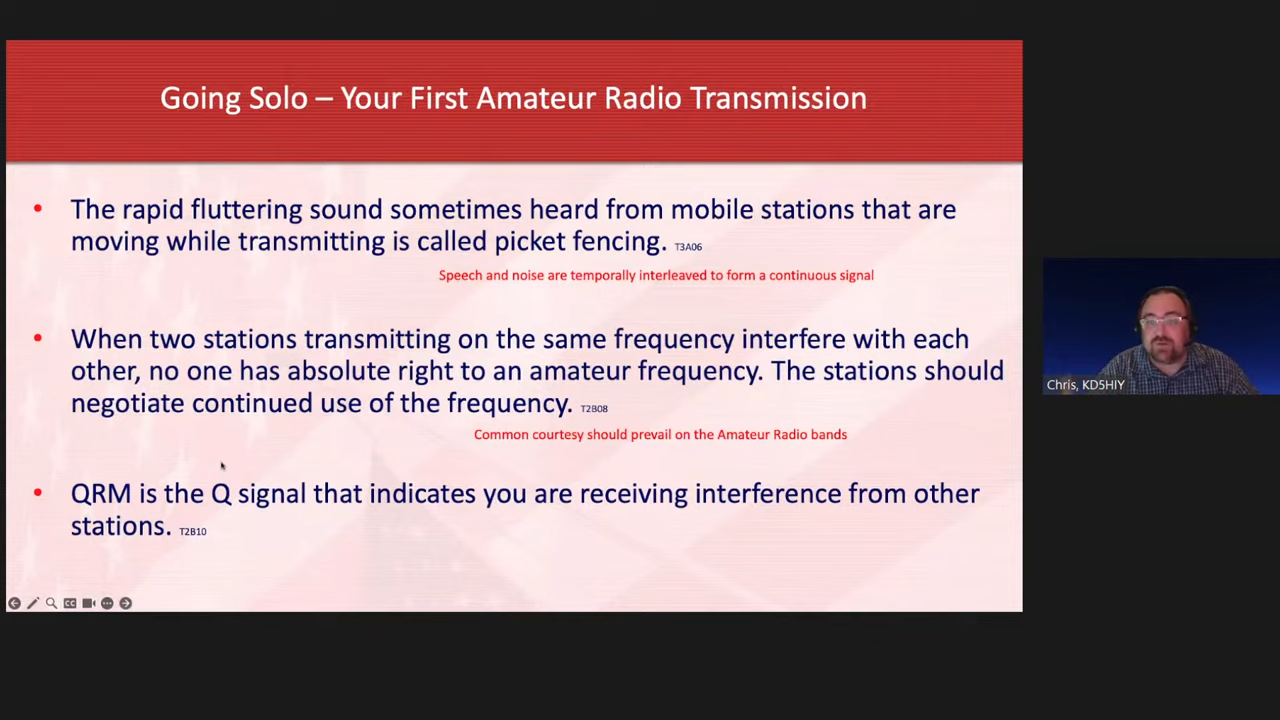 Going Solo – Your First Amateur Radio Transmission
• The rapid fluttering sound sometimes heard from mobile stations that are
moving while transmitting is called picket fencing. T3A06
Speech and noise are temporally interleaved to form a continuous signal
• When two stations transmitting on the same frequency interfere with each
other, no one has absolute right to an amateur frequency. The stations should
negotiate continued use of the frequency. T2B08
Common courtesy should prevail on the Amateur Radio bands
• QRM is the Q signal that indicates you are receiving interference from other
stations. T2B10
CC
Chris, KD5HIY